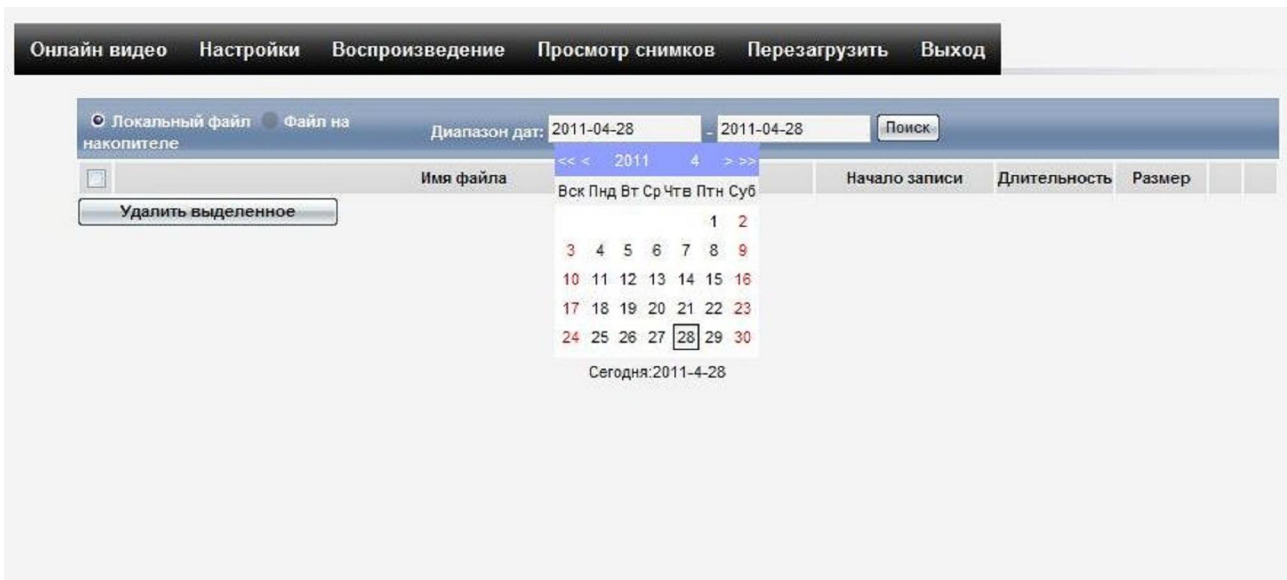 Онлайн видео Настройки Воспроизведение Просмотр снимков Перезагрузить Выход
Локальный файл Файл на
накопителе
Диапазон дат: 2011-04-28 - 2011-04-28 Поиск
Имя файла Начало записи Длительность Размер
Удалить выделенное
<< < 2011 4 > >>
Вск Пнд Вт Ср Чтв Птн Суб
1 2
3 4 5 6 7 8 9
10 11 12 13 14 15 16
17 18 19 20 21 22 23
24 25 26 27 28 29 30
Сегодня:2011-4-28